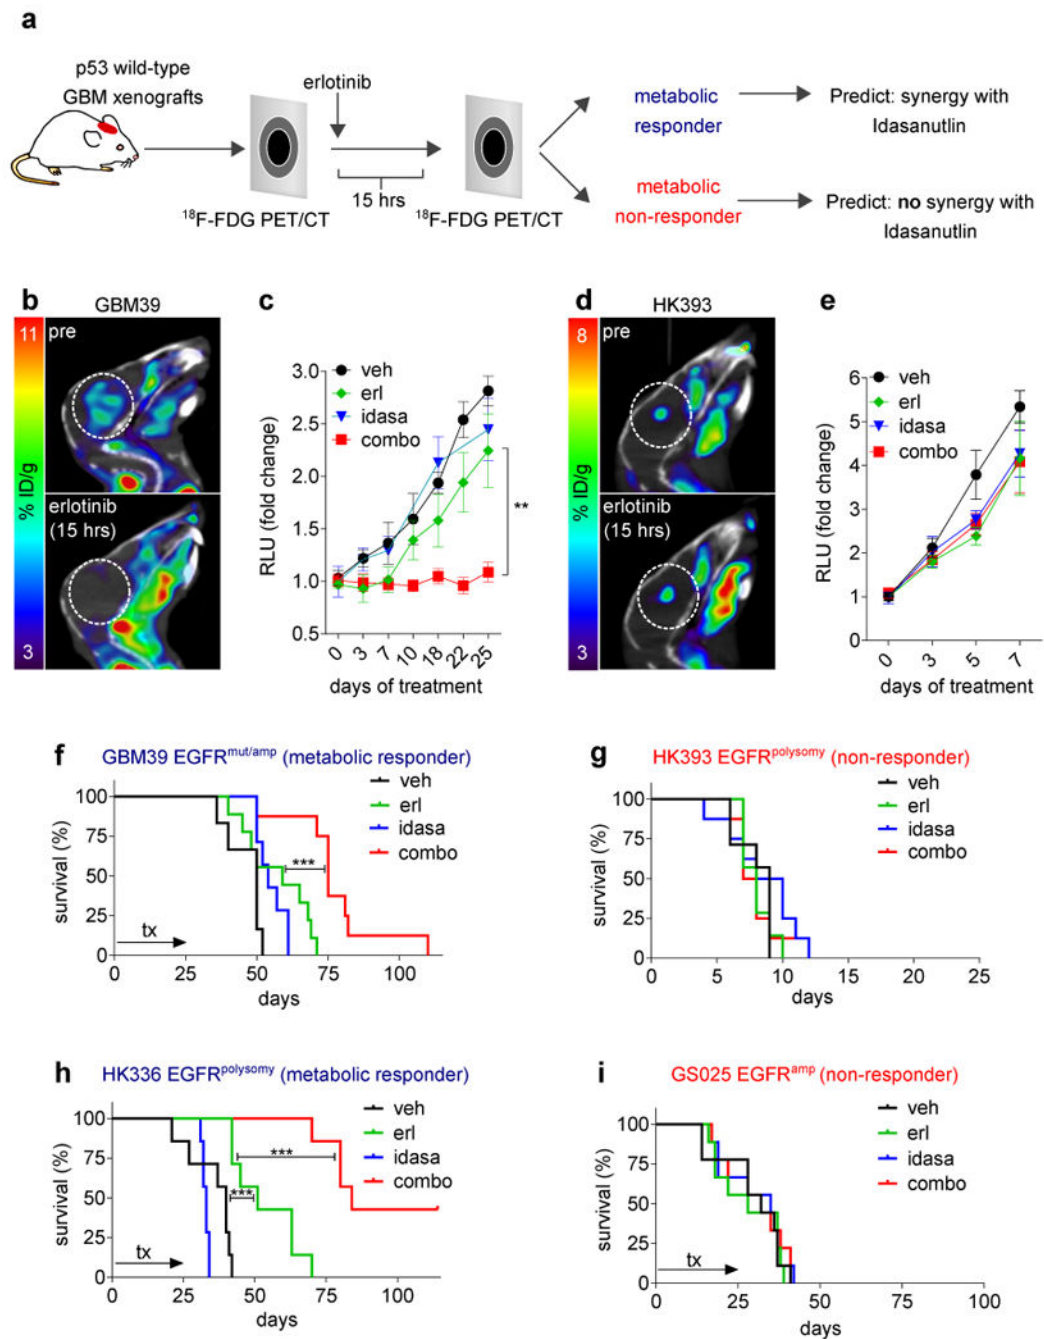 a
p53 wild-type
GBM xenografts
erlotinib
15 hrs
18F-FDG PET/CT
18F-FDG PET/CT
metabolic
responder
Predict: synergy with
Idasanutlin
metabolic
non-responder
Predict: no synergy with
Idasanutlin
b
GBM39
11
pre
% ID/g
erlotinib
(15 hrs)
3
c
veh
erl
idasa
combo
RLU (fold change)
3.0
2.5
2.0
1.5
1.0
0.5
**
0 3 7 10 18 22 25
days of treatment
d
HK393
8
pre
% ID/g
erlotinib
(15 hrs)
3
e
veh
erl
idasa
combo
RLU (fold change)
6
5
4
3
2
1
0
0 3 5 7
days of treatment
f
GBM39 EGFRmut/amp (metabolic responder)
veh
erl
idasa
combo
survival (%)
100
75
50
25
0
***
tx
0 25 50 75 100
days
g
HK393 EGFRpolysomy (non-responder)
veh
erl
idasa
combo
survival (%)
100
75
50
25
0
0 5 10 15 20 25
days
h
HK336 EGFRpolysomy (metabolic responder)
veh
erl
idasa
combo
survival (%)
100
75
50
25
0
***
***
tx
0 25 50 75 100
days
i
GS025 EGFRamp (non-responder)
veh
erl
idasa
combo
survival (%)
100
75
50
25
0
tx
0 25 50 75 100
days